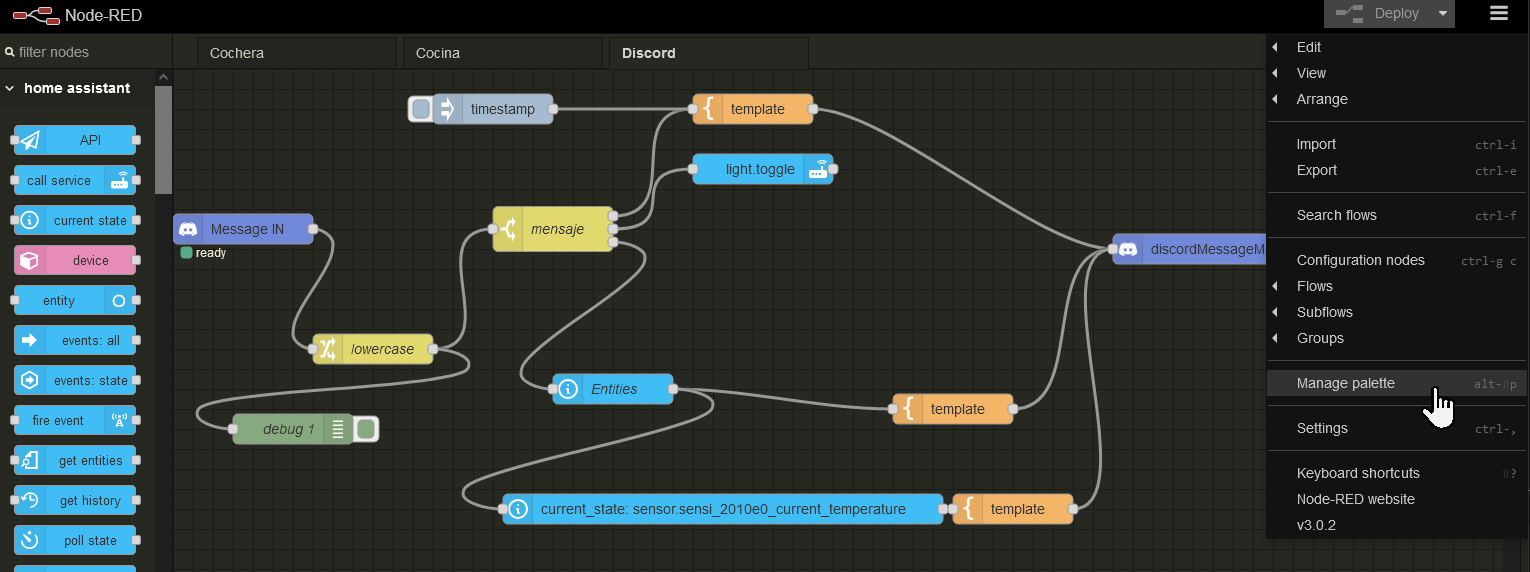 Node-RED
Deploy
filter nodes
Cochera
Cocina
Discord
home assistant
API
call service
current state
device
entity
events: all
events: state
fire event
get entities
get history
poll state
timestamp
template
light.toggle
Message IN
ready
mensaje
discordMessageM
lowercase
Entities
template
debug 1
current_state: sensor.sensi_2010e0_current_temperature
template
Edit
View
Arrange
Import ctrl-i
Export ctrl-e
Search flows ctrl-f
Configuration nodes ctrl-g c
Flows
Subflows
Groups
Manage palette alt-⇧p
Settings ctrl-,
Keyboard shortcuts ⇧?
Node-RED website
v3.0.2